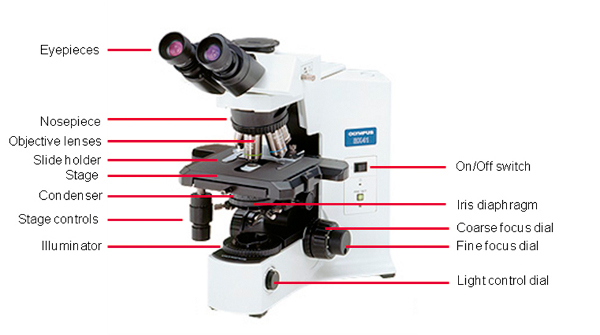 Eyepieces
Nosepiece
Objective lenses
Slide holder
Stage
Condenser
Stage controls
Illuminator
OLYMPUS
BX41
On/Off switch
Iris diaphragm
Coarse focus dial
Fine focus dial
Light control dial